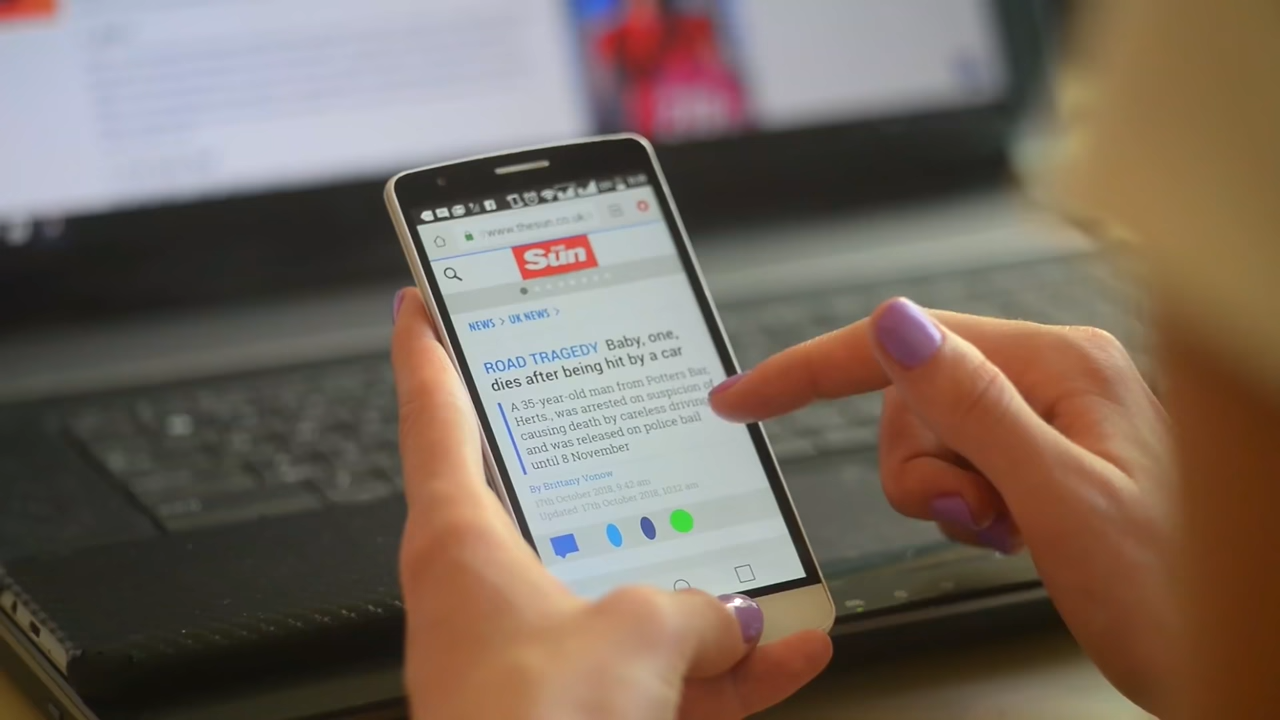 www.thesun.co.uk
THE
Sun
NEWS > UK NEWS >
ROAD TRAGEDY Baby, one,
dies after being hit by a car
A 35-year-old man from Potters Bar,
Herts., was arrested on suspicion of
causing death by careless driving
and was released on police bail
until 8 November
By Brittany Vonow
17th October 2018, 9:42 am
Updated 17th October 2018, 10:12 am